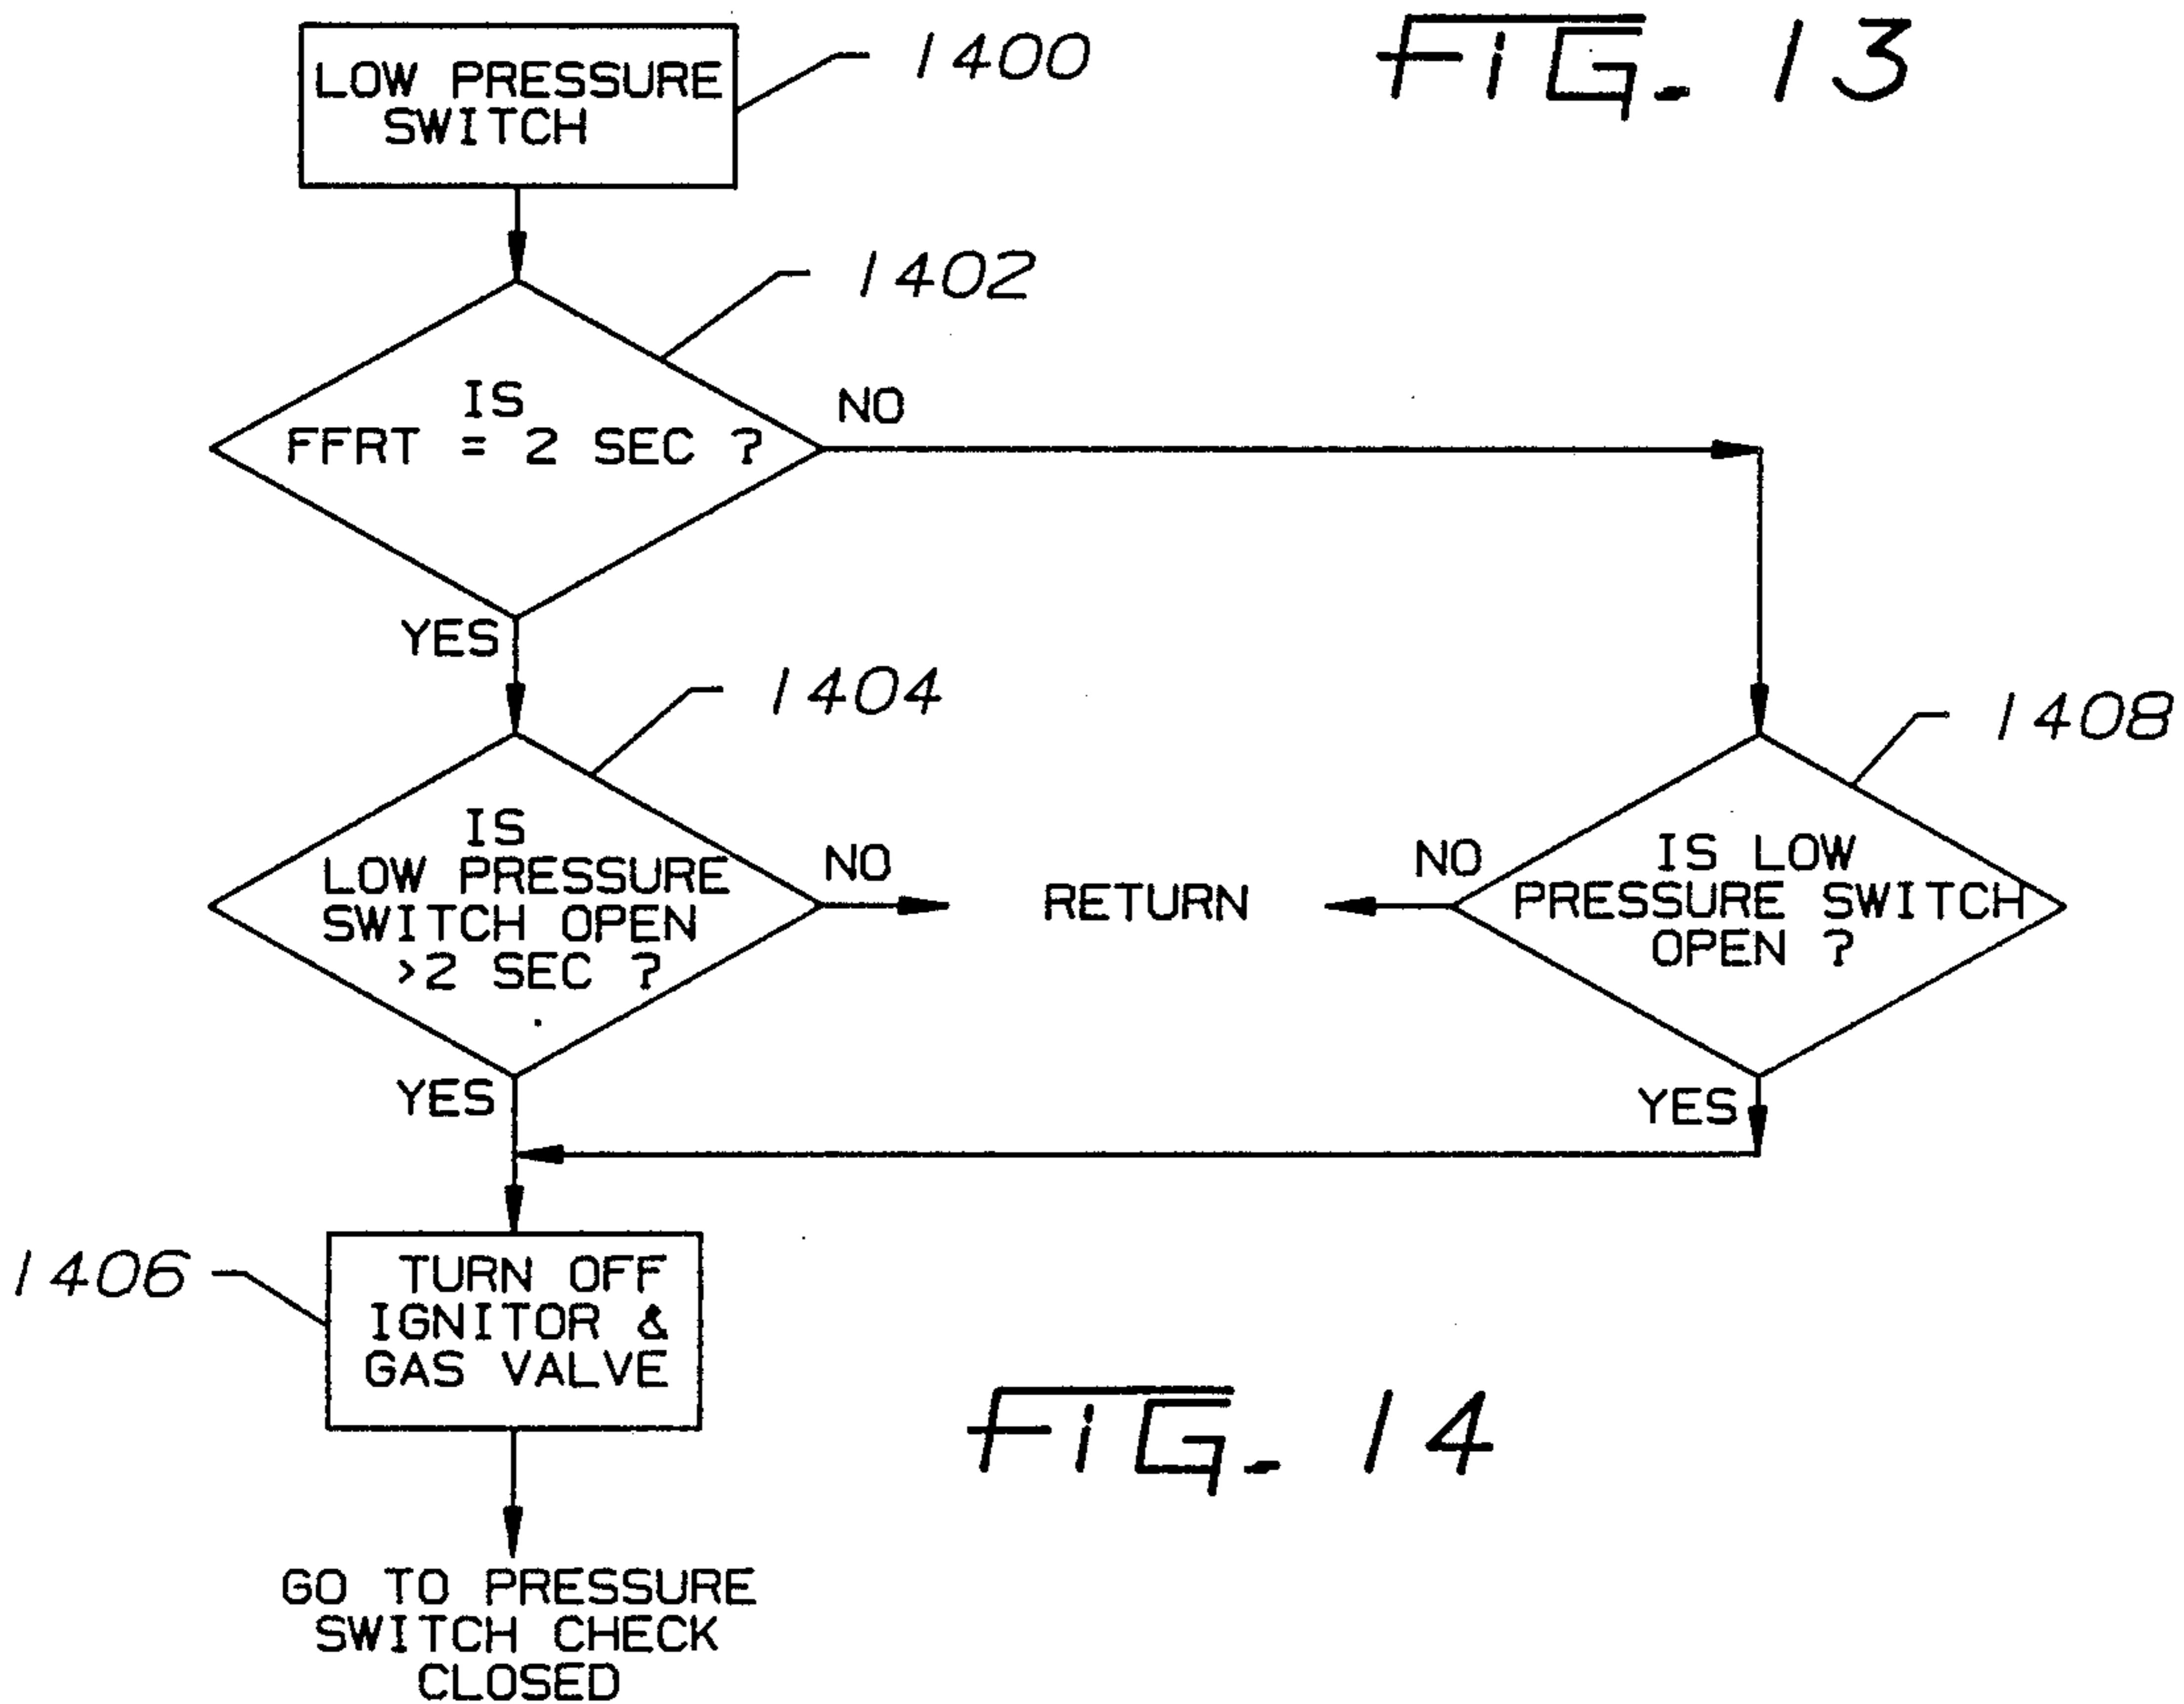 FIG. 13
1400
LOW PRESSURE
SWITCH
1402
IS
FFRT = 2 SEC ?
NO
YES
1404
IS
LOW PRESSURE
SWITCH OPEN
>2 SEC ?
NO
RETURN
1408
NO
IS LOW
PRESSURE SWITCH
OPEN ?
YES
YES
1406
TURN OFF
IGNITOR &
GAS VALVE
FIG. 14
GO TO PRESSURE
SWITCH CHECK
CLOSED